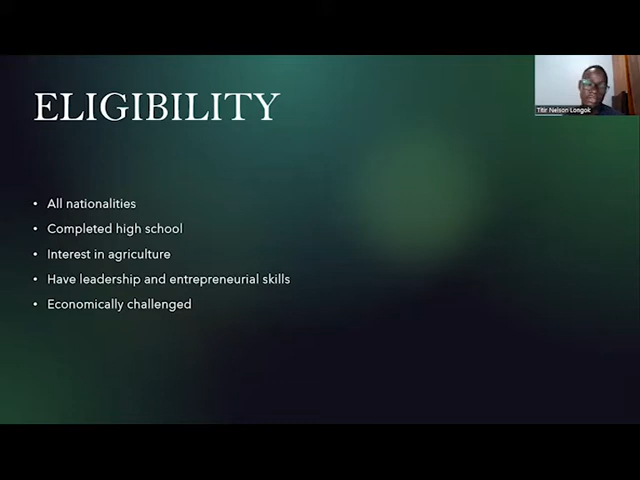 ELIGIBILITY
Titir Nelson Longok
• All nationalities
• Completed high school
• Interest in agriculture
• Have leadership and entrepreneurial skills
• Economically challenged